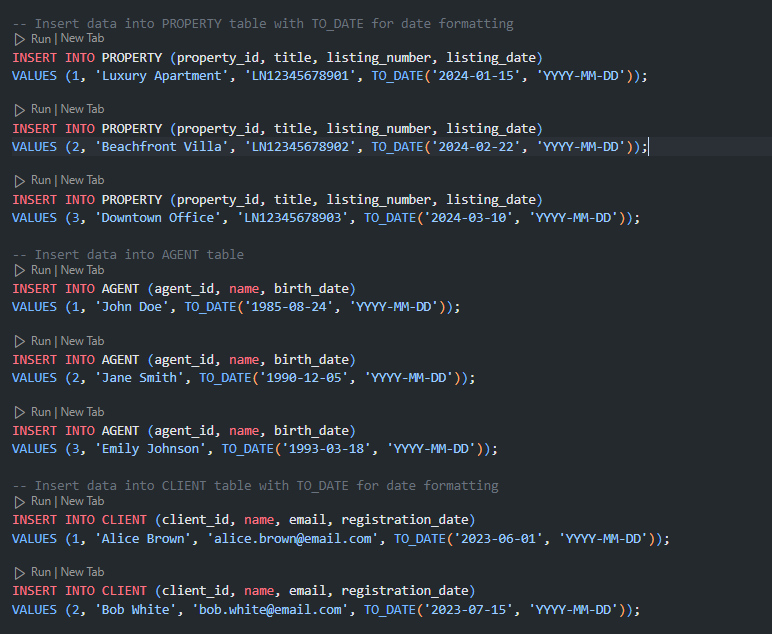 -- Insert data into PROPERTY table with TO_DATE for date formatting
Run | New Tab
INSERT INTO PROPERTY (property_id, title, listing_number, listing_date)
VALUES (1, 'Luxury Apartment', 'LN12345678901', TO_DATE('2024-01-15', 'YYYY-MM-DD'));
Run | New Tab
INSERT INTO PROPERTY (property_id, title, listing_number, listing_date)
VALUES (2, 'Beachfront Villa', 'LN12345678902', TO_DATE('2024-02-22', 'YYYY-MM-DD'));
Run | New Tab
INSERT INTO PROPERTY (property_id, title, listing_number, listing_date)
VALUES (3, 'Downtown Office', 'LN12345678903', TO_DATE('2024-03-10', 'YYYY-MM-DD'));
-- Insert data into AGENT table
Run | New Tab
INSERT INTO AGENT (agent_id, name, birth_date)
VALUES (1, 'John Doe', TO_DATE('1985-08-24', 'YYYY-MM-DD'));
Run | New Tab
INSERT INTO AGENT (agent_id, name, birth_date)
VALUES (2, 'Jane Smith', TO_DATE('1990-12-05', 'YYYY-MM-DD'));
Run | New Tab
INSERT INTO AGENT (agent_id, name, birth_date)
VALUES (3, 'Emily Johnson', TO_DATE('1993-03-18', 'YYYY-MM-DD'));
-- Insert data into CLIENT table with TO_DATE for date formatting
Run | New Tab
INSERT INTO CLIENT (client_id, name, email, registration_date)
VALUES (1, 'Alice Brown', 'alice.brown@email.com', TO_DATE('2023-06-01', 'YYYY-MM-DD'));
Run | New Tab
INSERT INTO CLIENT (client_id, name, email, registration_date)
VALUES (2, 'Bob White', 'bob.white@email.com', TO_DATE('2023-07-15', 'YYYY-MM-DD'));